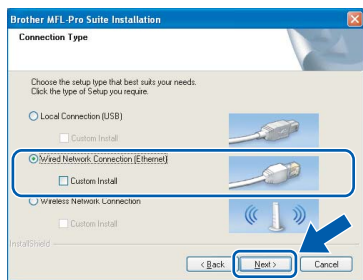 Brother MFL-Pro Suite Installation
Connection Type
Choose the setup type that best suits your needs.
Click the type of Setup you require.
Local Connection (USB)
Custom Install
Wired Network Connection (Ethernet)
Custom Install
Wireless Network Connection
Custom Install
InstallShield
< Back Next > Cancel